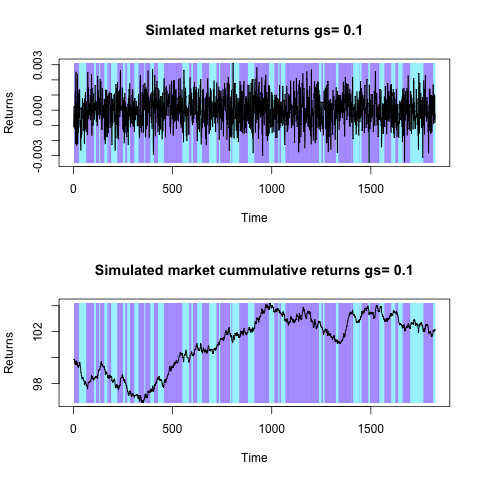 Simlated market returns gs= 0.1
Returns
0.003
0.000
-0.003
0
500
1000
1500
Time
Simulated market cummulative returns gs= 0.1
Returns
102
98
0
500
1000
1500
Time